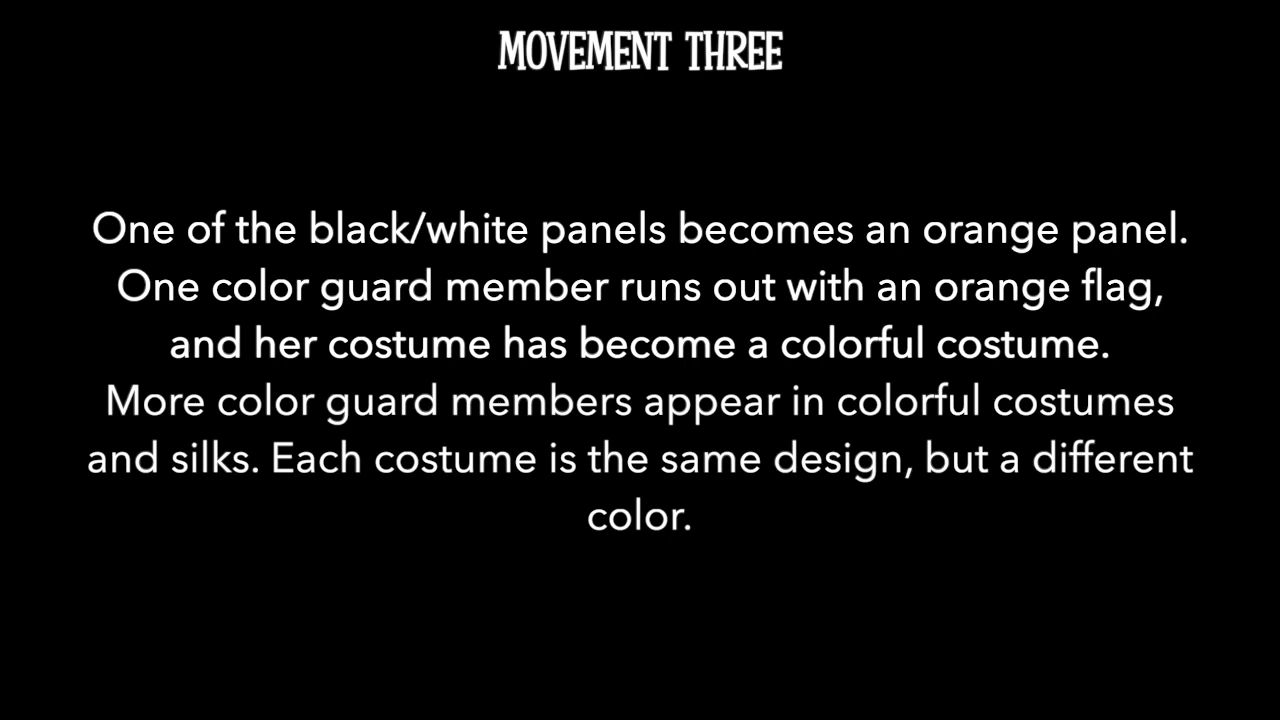 MOVEMENT THREE
One of the black/white panels becomes an orange panel.
One color guard member runs out with an orange flag,
and her costume has become a colorful costume.
More color guard members appear in colorful costumes
and silks. Each costume is the same design, but a different
color.